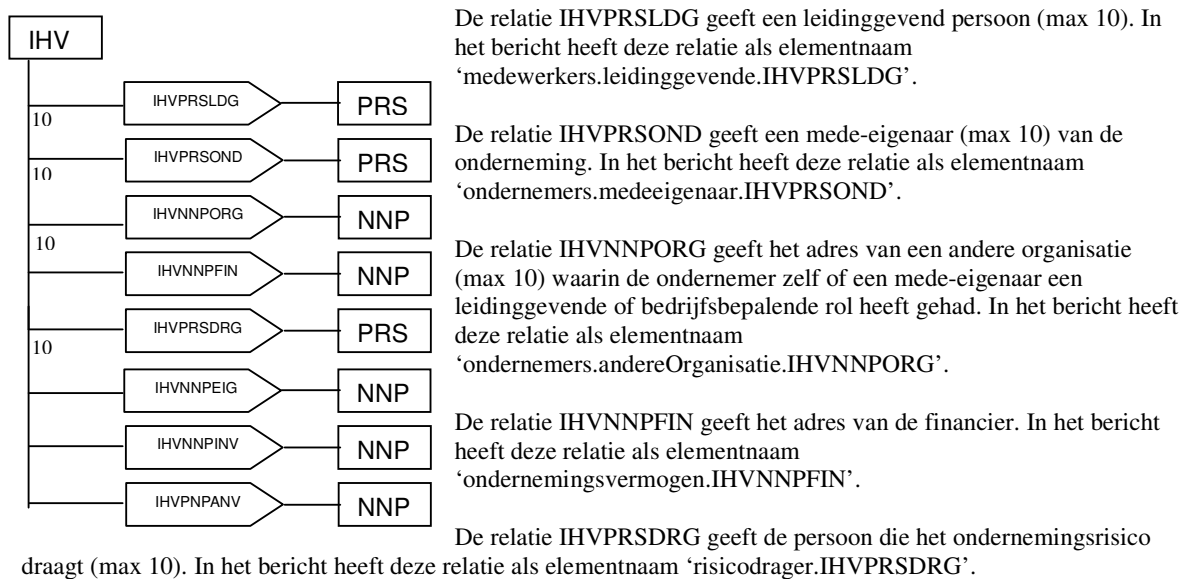 IHV
IHVPRSLDG
PRS
10
IHVPRSOND
PRS
10
IHVNNPORG
NNP
10
IHVNNPFIN
NNP
IHVPRSDRG
PRS
10
IHVNNPEIG
NNP
IHVNNPINV
NNP
IHVPNPANV
NNP
De relatie IHVPRSLDG geeft een leidinggevend persoon (max 10). In
het bericht heeft deze relatie als elementnaam
‘medewerkers.leidinggevende.IHVPRSLDG’.
De relatie IHVPRSOND geeft een mede-eigenaar (max 10) van de
onderneming. In het bericht heeft deze relatie als elementnaam
‘ondernemers.medeeigenaar.IHVPRSOND’.
De relatie IHVNNPORG geeft het adres van een andere organisatie
(max 10) waarin de ondernemer zelf of een mede-eigenaar een
leidinggevende of bedrijfsbepalende rol heeft gehad. In het bericht heeft
deze relatie als elementnaam
‘ondernemers.andereOrganisatie.IHVNNPORG’.
De relatie IHVNNPFIN geeft het adres van de financier. In het bericht
heeft deze relatie als elementnaam
‘ondernemingsvermogen.IHVNNPFIN’.
De relatie IHVPRSDRG geeft de persoon die het ondernemingsrisico
draagt (max 10). In het bericht heeft deze relatie als elementnaam ‘risicodrager.IHVPRSDRG’.